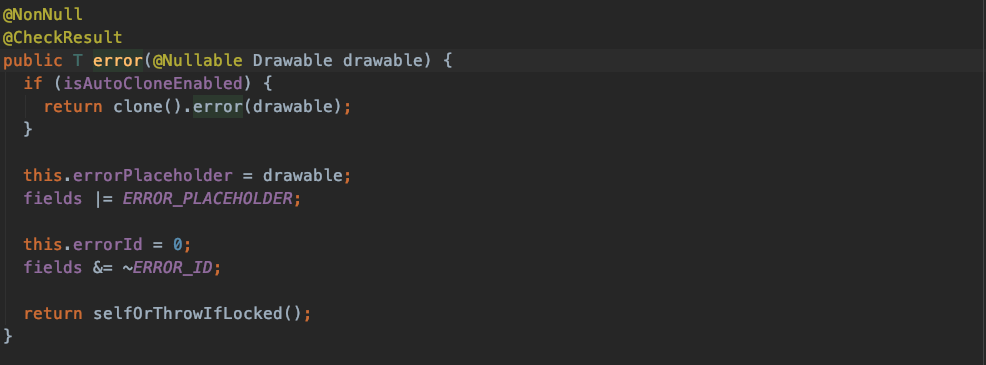 @NonNull
@CheckResult
public T error(@Nullable Drawable drawable) {
if (isAutoCloneEnabled) {
return clone().error(drawable);
}
this.errorPlaceholder = drawable;
fields |= ERROR_PLACEHOLDER;
this.errorId = 0;
fields &= ~ERROR_ID;
return selfOrThrowIfLocked();
}